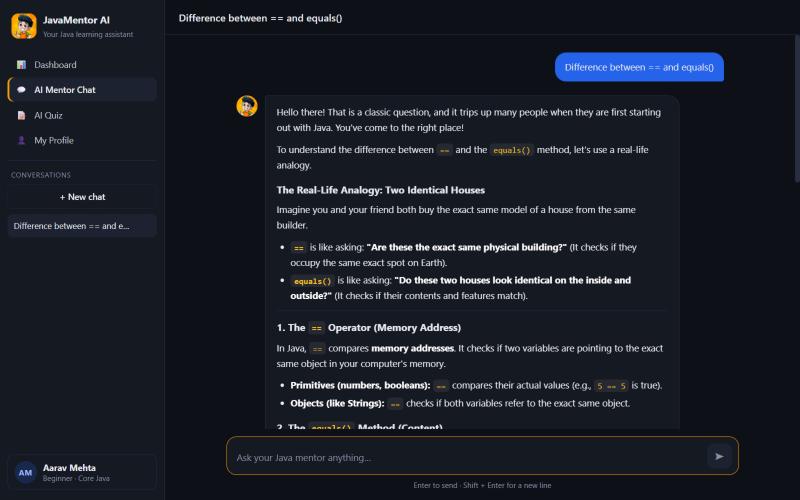 JavaMentor AI
Your Java learning assistant
Dashboard
AI Mentor Chat
AI Quiz
My Profile
CONVERSATIONS
+ New chat
Difference between == and e...
AM
Aarav Mehta
Beginner · Core Java
Difference between == and equals()
Difference between == and equals()
Hello there! That is a classic question, and it trips up many people when they are first starting
out with Java. You've come to the right place!
To understand the difference between == and the equals() method, let's use a real-life
analogy.
The Real-Life Analogy: Two Identical Houses
Imagine you and your friend both buy the exact same model of a house from the same
builder.
• == is like asking: "Are these the exact same physical building?" (It checks if they
occupy the same exact spot on Earth).
• equals() is like asking: "Do these two houses look identical on the inside and
outside?" (It checks if their contents and features match).
1. The == Operator (Memory Address)
In Java, == compares memory addresses. It checks if two variables are pointing to the exact
same object in your computer's memory.
• Primitives (numbers, booleans): == compares their actual values (e.g., 5 == 5 is true).
• Objects (like Strings): == checks if both variables refer to the exact same object.
2. The equals() Method (Content)
Ask your Java mentor anything...
Enter to send · Shift + Enter for a new line